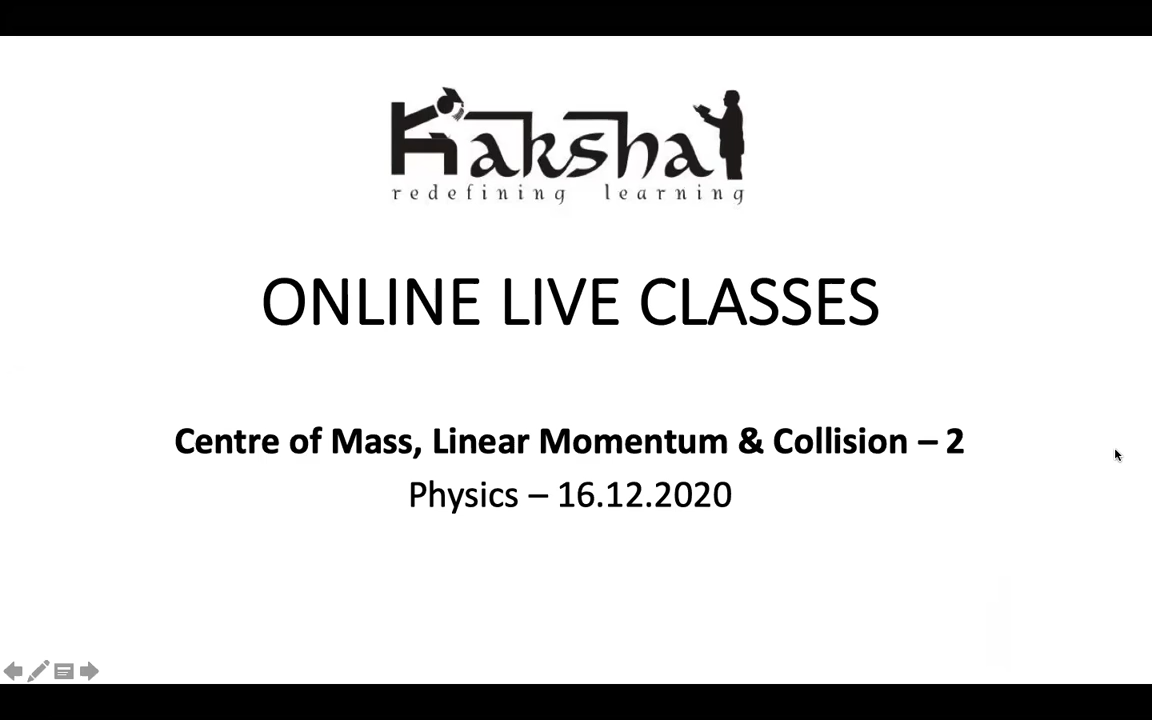 Kaksha
redefining learning
ONLINE LIVE CLASSES
Centre of Mass, Linear Momentum & Collision – 2
Physics – 16.12.2020